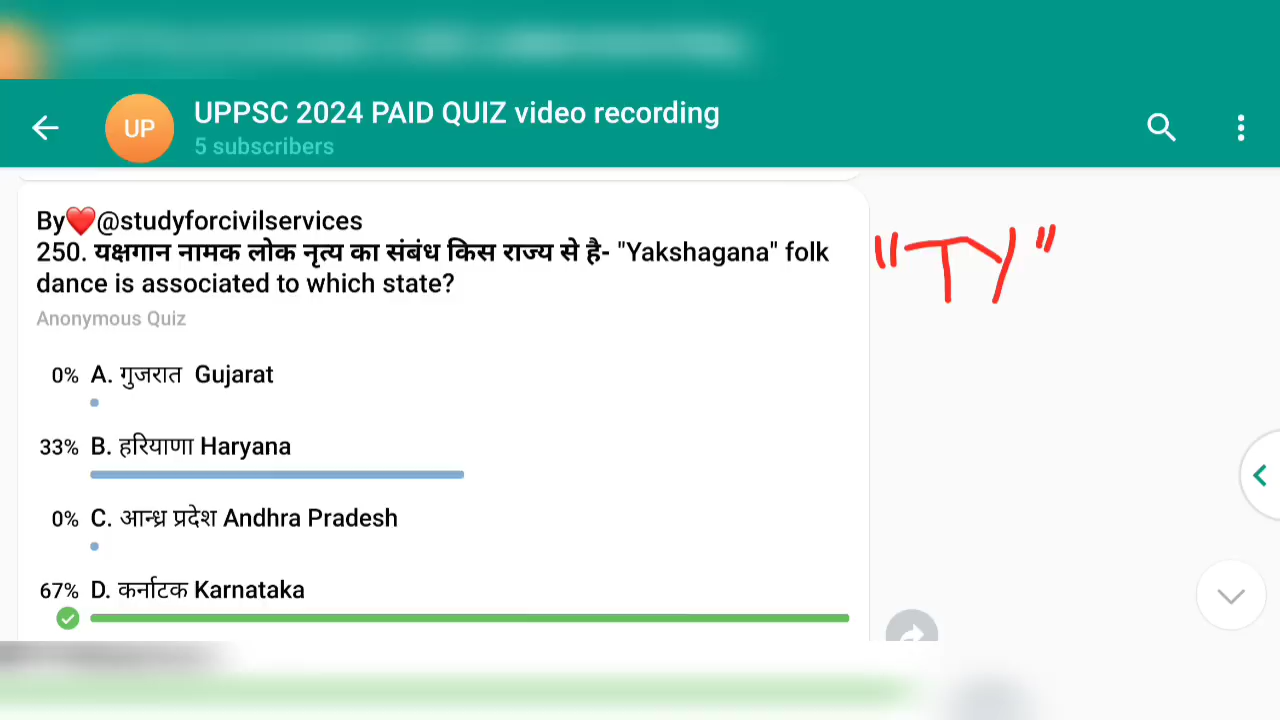 UP
UPPSC 2024 PAID QUIZ video recording
5 subscribers
By❤️@studyforcivilservices
250. यक्षगान नामक लोक नृत्य का संबंध किस राज्य से है- "Yakshagana" folk
dance is associated to which state?
"TY"
Anonymous Quiz
0% A. गुजरात Gujarat
33% B. हरियाणा Haryana
0% C. आन्ध्र प्रदेश Andhra Pradesh
67% D. कर्नाटक Karnataka